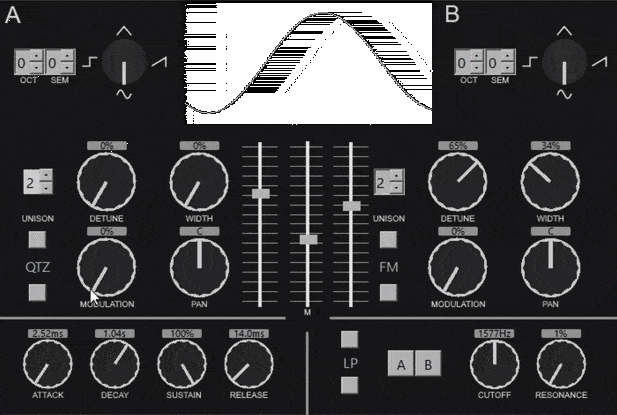 A
B
0 0
OCT SEM
0 0
OCT SEM
0% 0%
2
UNISON DETUNE WIDTH
0% C
QTZ
MODULATION PAN
M
65% 34%
2
UNISON DETUNE WIDTH
0% C
FM
MODULATION PAN
2.52ms 1.04s 100% 14.0ms
ATTACK DECAY SUSTAIN RELEASE
LP
A B
1577Hz 1%
CUTOFF RESONANCE